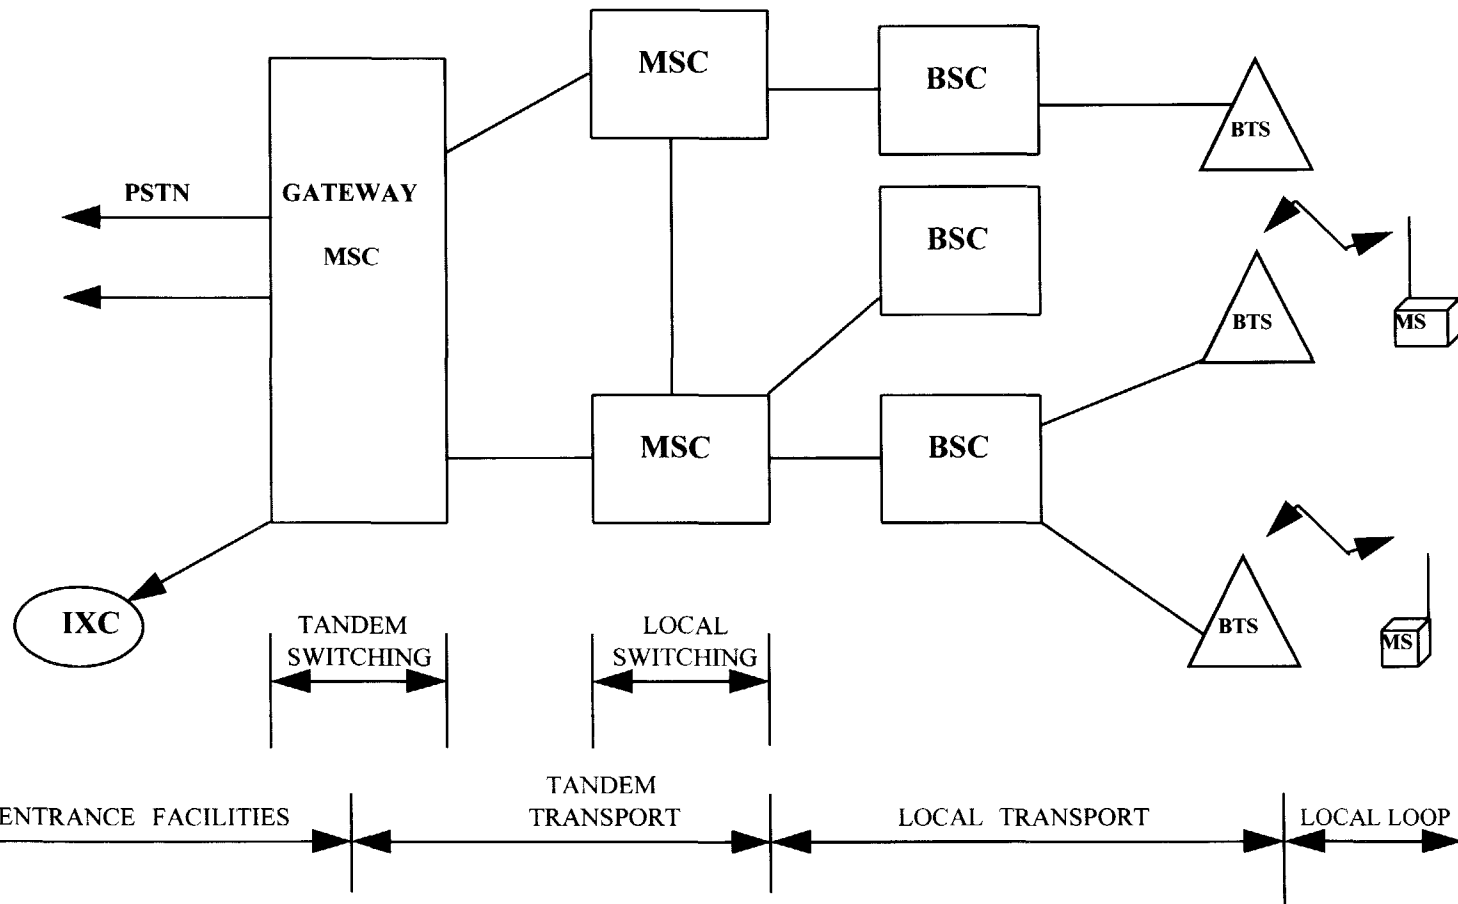 MSC
BSC
BTS
PSTN
GATEWAY
MSC
BSC
BTS
MS
MSC
BSC
IXC
TANDEM
SWITCHING
LOCAL
SWITCHING
BTS
MS
ENTRANCE FACILITIES
TANDEM
TRANSPORT
LOCAL TRANSPORT
LOCAL LOOP